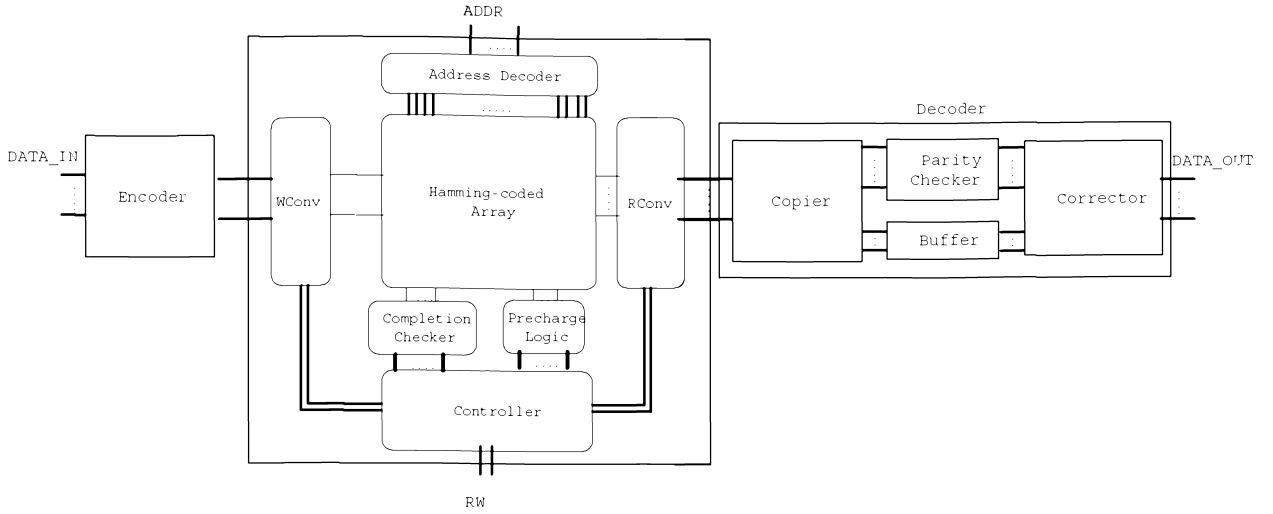 ADDR
Address Decoder
Decoder
DATA_IN
Encoder
WConv
Hamming-coded
Array
RConv
Copier
Parity
Checker
Buffer
Corrector
DATA_OUT
Completion
Checker
Precharge
Logic
Controller
RW